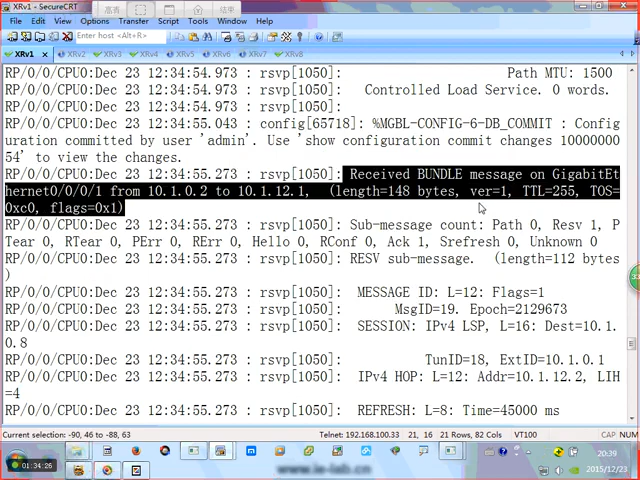 XRv1 - SecureCRT
File Edit View Options Transfer Script Tools Window Help
Enter host <Alt+R>
XRv1 XRv2 XRv3 XRv4 XRv5 XRv6 XRv7 XRv8
RP/0/0/CPU0:Dec 23 12:34:54.973 : rsvp[1050]: Path MTU: 1500
RP/0/0/CPU0:Dec 23 12:34:54.973 : rsvp[1050]: Controlled Load Service. 0 words.
RP/0/0/CPU0:Dec 23 12:34:54.973 : rsvp[1050]:
RP/0/0/CPU0:Dec 23 12:34:55.043 : config[65718]: %MGBL-CONFIG-6-DB_COMMIT : Config
uration committed by user 'admin'. Use 'show configuration commit changes 10000000
54' to view the changes.
RP/0/0/CPU0:Dec 23 12:34:55.273 : rsvp[1050]: Received BUNDLE message on GigabitEt
hernet0/0/0/1 from 10.1.0.2 to 10.1.12.1, (length=148 bytes, ver=1, TTL=255, TOS=
0xc0, flags=0x1)
RP/0/0/CPU0:Dec 23 12:34:55.273 : rsvp[1050]: Sub-message count: Path 0, Resv 1, P
Tear 0, RTear 0, PErr 0, RErr 0, Hello 0, RConf 0, Ack 1, Srefresh 0, Unknown 0
RP/0/0/CPU0:Dec 23 12:34:55.273 : rsvp[1050]: RESV sub-message. (length=112 bytes
)
RP/0/0/CPU0:Dec 23 12:34:55.273 : rsvp[1050]: MESSAGE ID: L=12: Flags=1
RP/0/0/CPU0:Dec 23 12:34:55.273 : rsvp[1050]: MsgID=19. Epoch=2129673
RP/0/0/CPU0:Dec 23 12:34:55.273 : rsvp[1050]: SESSION: IPv4 LSP, L=16: Dest=10.1.
0.8
RP/0/0/CPU0:Dec 23 12:34:55.273 : rsvp[1050]: TunID=18, ExtID=10.1.0.1
RP/0/0/CPU0:Dec 23 12:34:55.273 : rsvp[1050]: IPv4 HOP: L=12: Addr=10.1.12.2, LIH
=4
RP/0/0/CPU0:Dec 23 12:34:55.273 : rsvp[1050]: REFRESH: L=8: Time=45000 ms
Current selection: -90, 46 to -88, 63 Telnet: 192.168.100.33 21, 16 21 Rows, 82 Cols VT100 CAP NUM
01:34:26
www.ie-lab.cn
20:39
2015/12/23